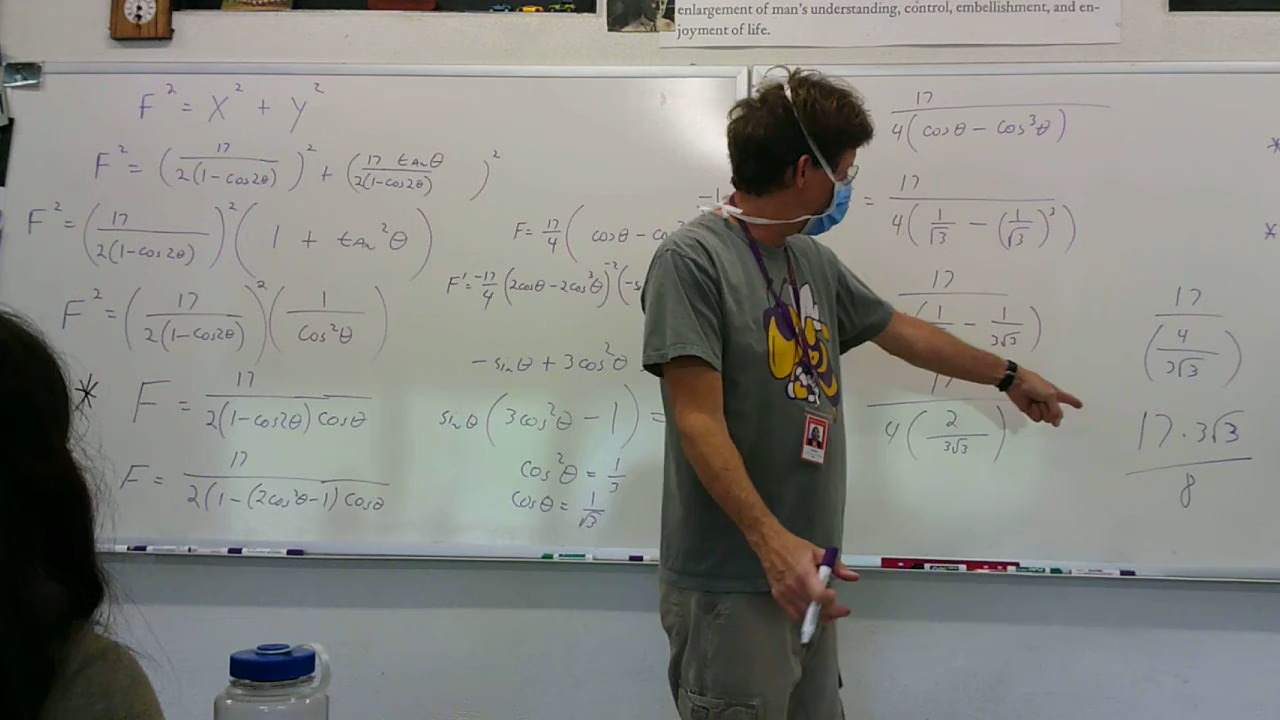 enlargement of man's understanding, control, embellishment, and en-
joyment of life.
F² = X² + Y²
F² = (17 / 2(1-cos2θ))² + (17 tanθ / 2(1-cos2θ))²
F² = (17 / 2(1-cos2θ))² (1 + tan²θ)
F² = (17 / 2(1-cos2θ))² (1 / cos²θ)
* F = 17 / 2(1-cos2θ)cosθ
F = 17 / 2(1-(2cos²θ-1)cosθ
F = 17/4 (cosθ - co
-1
F' = -17/4 (2cosθ - 2cos³θ)⁻² (-s
-sinθ + 3cos²θ
sinθ (3cos²θ - 1) =
cos²θ = 1/3
cosθ = 1/√3
17 / 4(cosθ - cos³θ)
= 17 / 4(1/√3 - (1/√3)³)
17 / (1/√3 - 1/3√3)
17 / 4(2/3√3)
17 / (4/3√3)
17·3√3 / 8
*
*